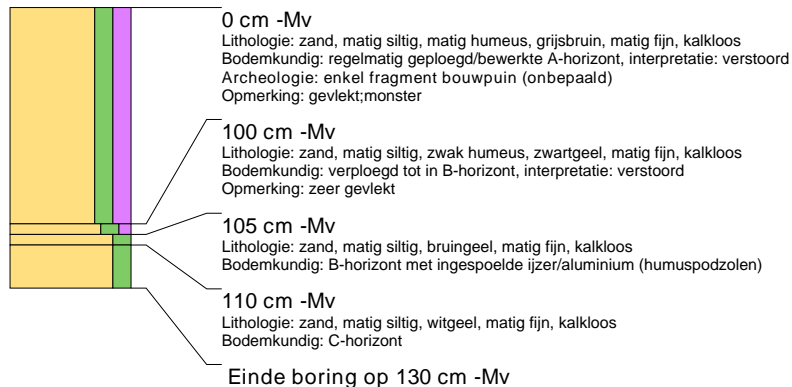 0 cm -Mv
Lithologie: zand, matig siltig, matig humeus, grijsbruin, matig fijn, kalkloos
Bodemkundig: regelmatig geploegd/bewerkte A-horizont, interpretatie: verstoord
Archeologie: enkel fragment bouwpuin (onbepaald)
Opmerking: gevlekt;monster
100 cm -Mv
Lithologie: zand, matig siltig, zwak humeus, zwartgeel, matig fijn, kalkloos
Bodemkundig: verploegd tot in B-horizont, interpretatie: verstoord
Opmerking: zeer gevlekt
105 cm -Mv
Lithologie: zand, matig siltig, bruingeel, matig fijn, kalkloos
Bodemkundig: B-horizont met ingespoelde ijzer/aluminium (humuspodzolen)
110 cm -Mv
Lithologie: zand, matig siltig, witgeel, matig fijn, kalkloos
Bodemkundig: C-horizont
Einde boring op 130 cm -Mv